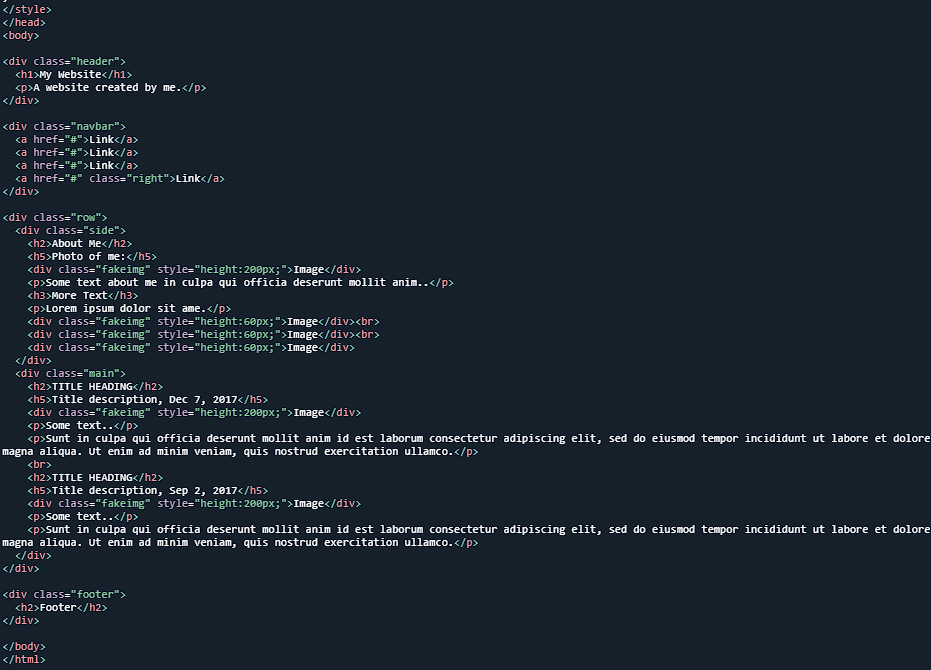 </style>
</head>
<body>

<div class="header">
  <h1>My Website</h1>
  <p>A website created by me.</p>
</div>

<div class="navbar">
  <a href="#">Link</a>
  <a href="#">Link</a>
  <a href="#">Link</a>
  <a href="#" class="right">Link</a>
</div>

<div class="row">
  <div class="side">
    <h2>About Me</h2>
    <h5>Photo of me:</h5>
    <div class="fakeimg" style="height:200px;">Image</div>
    <p>Some text about me in culpa qui officia deserunt mollit anim..</p>
    <h3>More Text</h3>
    <p>Lorem ipsum dolor sit ame.</p>
    <div class="fakeimg" style="height:60px;">Image</div><br>
    <div class="fakeimg" style="height:60px;">Image</div><br>
    <div class="fakeimg" style="height:60px;">Image</div>
  </div>
  <div class="main">
    <h2>TITLE HEADING</h2>
    <h5>Title description, Dec 7, 2017</h5>
    <div class="fakeimg" style="height:200px;">Image</div>
    <p>Some text..</p>
    <p>Sunt in culpa qui officia deserunt mollit anim id est laborum consectetur adipiscing elit, sed do eiusmod tempor incididunt ut labore et dolore
magna aliqua. Ut enim ad minim veniam, quis nostrud exercitation ullamco.</p>
    <br>
    <h2>TITLE HEADING</h2>
    <h5>Title description, Sep 2, 2017</h5>
    <div class="fakeimg" style="height:200px;">Image</div>
    <p>Some text..</p>
    <p>Sunt in culpa qui officia deserunt mollit anim id est laborum consectetur adipiscing elit, sed do eiusmod tempor incididunt ut labore et dolore
magna aliqua. Ut enim ad minim veniam, quis nostrud exercitation ullamco.</p>
  </div>
</div>

<div class="footer">
  <h2>Footer</h2>
</div>

</body>
</html>